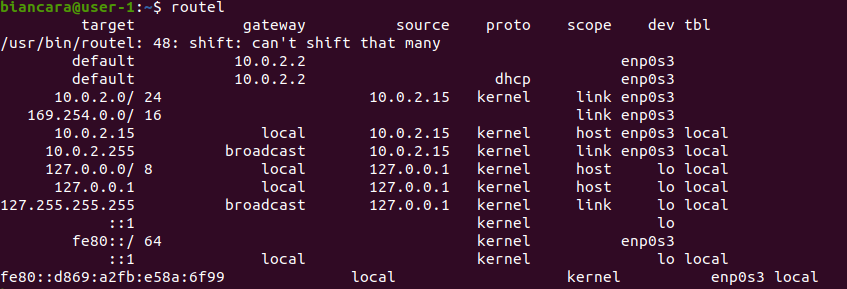 biancara@user-1:~$ routel
target gateway source proto scope dev tbl
/usr/bin/routel: 48: shift: can't shift that many
default 10.0.2.2 enp0s3
default 10.0.2.2 dhcp enp0s3
10.0.2.0/ 24 10.0.2.15 kernel link enp0s3
169.254.0.0/ 16 link enp0s3
10.0.2.15 local 10.0.2.15 kernel host enp0s3 local
10.0.2.255 broadcast 10.0.2.15 kernel link enp0s3 local
127.0.0.0/ 8 local 127.0.0.1 kernel host lo local
127.0.0.1 local 127.0.0.1 kernel host lo local
127.255.255.255 broadcast 127.0.0.1 kernel link lo local
::1 kernel lo
fe80::/ 64 kernel enp0s3
::1 local kernel lo local
fe80::d869:a2fb:e58a:6f99 local kernel enp0s3 local